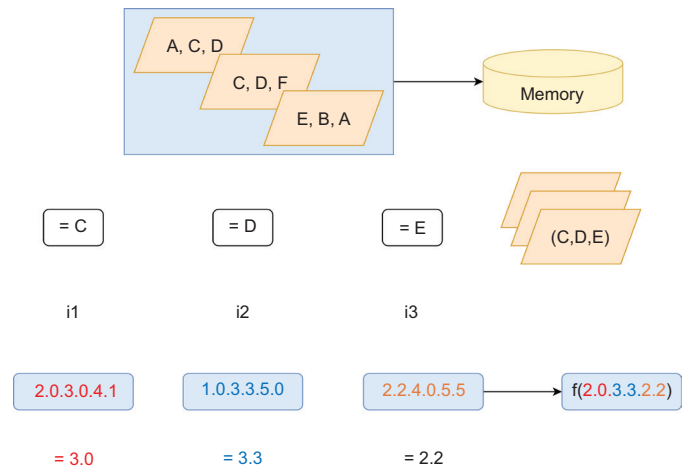 A, C, D
C, D, F
E, B, A
Memory
= C
= D
= E
(C,D,E)
i1
i2
i3
2.0.3.0.4.1
1.0.3.3.5.0
2.2.4.0.5.5
f(2.0.3.3.2.2)
= 3.0
= 3.3
= 2.2